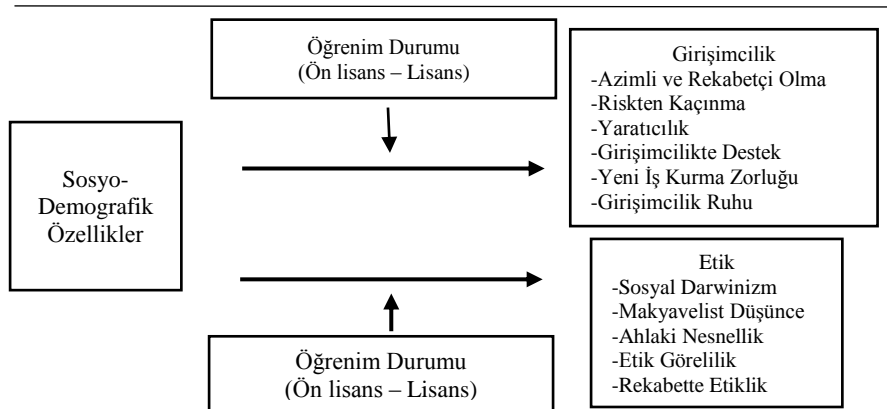 Öğrenim Durumu
(Ön lisans – Lisans)
Girişimcilik
-Azimli ve Rekabetçi Olma
-Riskten Kaçınma
-Yaratıcılık
-Girişimcilikte Destek
-Yeni İş Kurma Zorluğu
-Girişimcilik Ruhu
Sosyo-
Demografik
Özellikler
Etik
-Sosyal Darwinizm
-Makyavelist Düşünce
-Ahlaki Nesnellik
-Etik Görelilik
-Rekabette Etiklik
Öğrenim Durumu
(Ön lisans – Lisans)